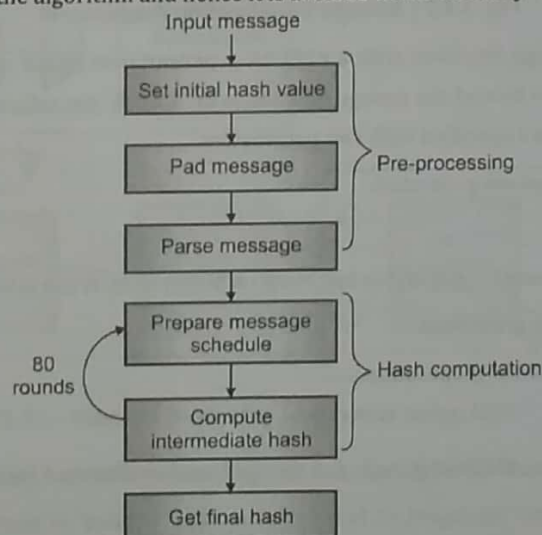 Input message
Set initial hash value
Pad message
Pre-processing
Parse message
Prepare message
schedule
80
rounds
Hash computation
Compute
intermediate hash
Get final hash